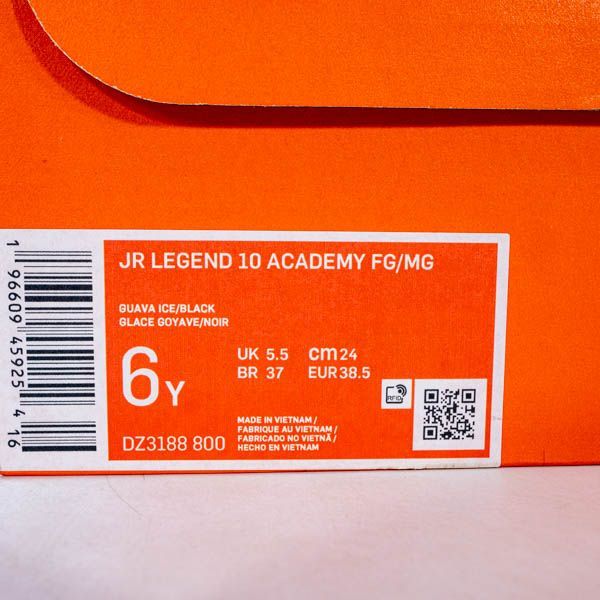 JR LEGEND 10 ACADEMY FG/MG
GUAVA ICE/BLACK
GLACE GOYAVE/NOIR
6Y
UK 5.5 cm 24
BR 37 EUR 38.5
RFID
DZ3188 800
MADE IN VIETNAM /
FABRIQUE AU VIETNAM /
FABRICADO NO VIETNÃ /
HECHO EN VIETNAM
1 96609 45925 4 16